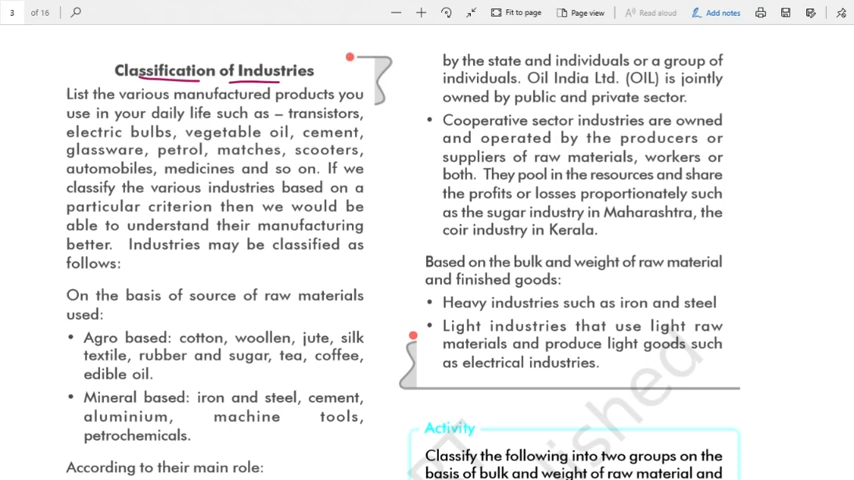 3 of 16
Fit to page
Page view
Read aloud
Add notes
Classification of Industries
List the various manufactured products you
use in your daily life such as – transistors,
electric bulbs, vegetable oil, cement,
glassware, petrol, matches, scooters,
automobiles, medicines and so on. If we
classify the various industries based on a
particular criterion then we would be
able to understand their manufacturing
better. Industries may be classified as
follows:
On the basis of source of raw materials
used:
• Agro based: cotton, woollen, jute, silk
textile, rubber and sugar, tea, coffee,
edible oil.
• Mineral based: iron and steel, cement,
aluminium, machine tools,
petrochemicals.
According to their main role:
by the state and individuals or a group of
individuals. Oil India Ltd. (OIL) is jointly
owned by public and private sector.
• Cooperative sector industries are owned
and operated by the producers or
suppliers of raw materials, workers or
both. They pool in the resources and share
the profits or losses proportionately such
as the sugar industry in Maharashtra, the
coir industry in Kerala.
Based on the bulk and weight of raw material
and finished goods:
• Heavy industries such as iron and steel
• Light industries that use light raw
materials and produce light goods such
as electrical industries.
Activity
Classify the following into two groups on the
basis of bulk and weight of raw material and